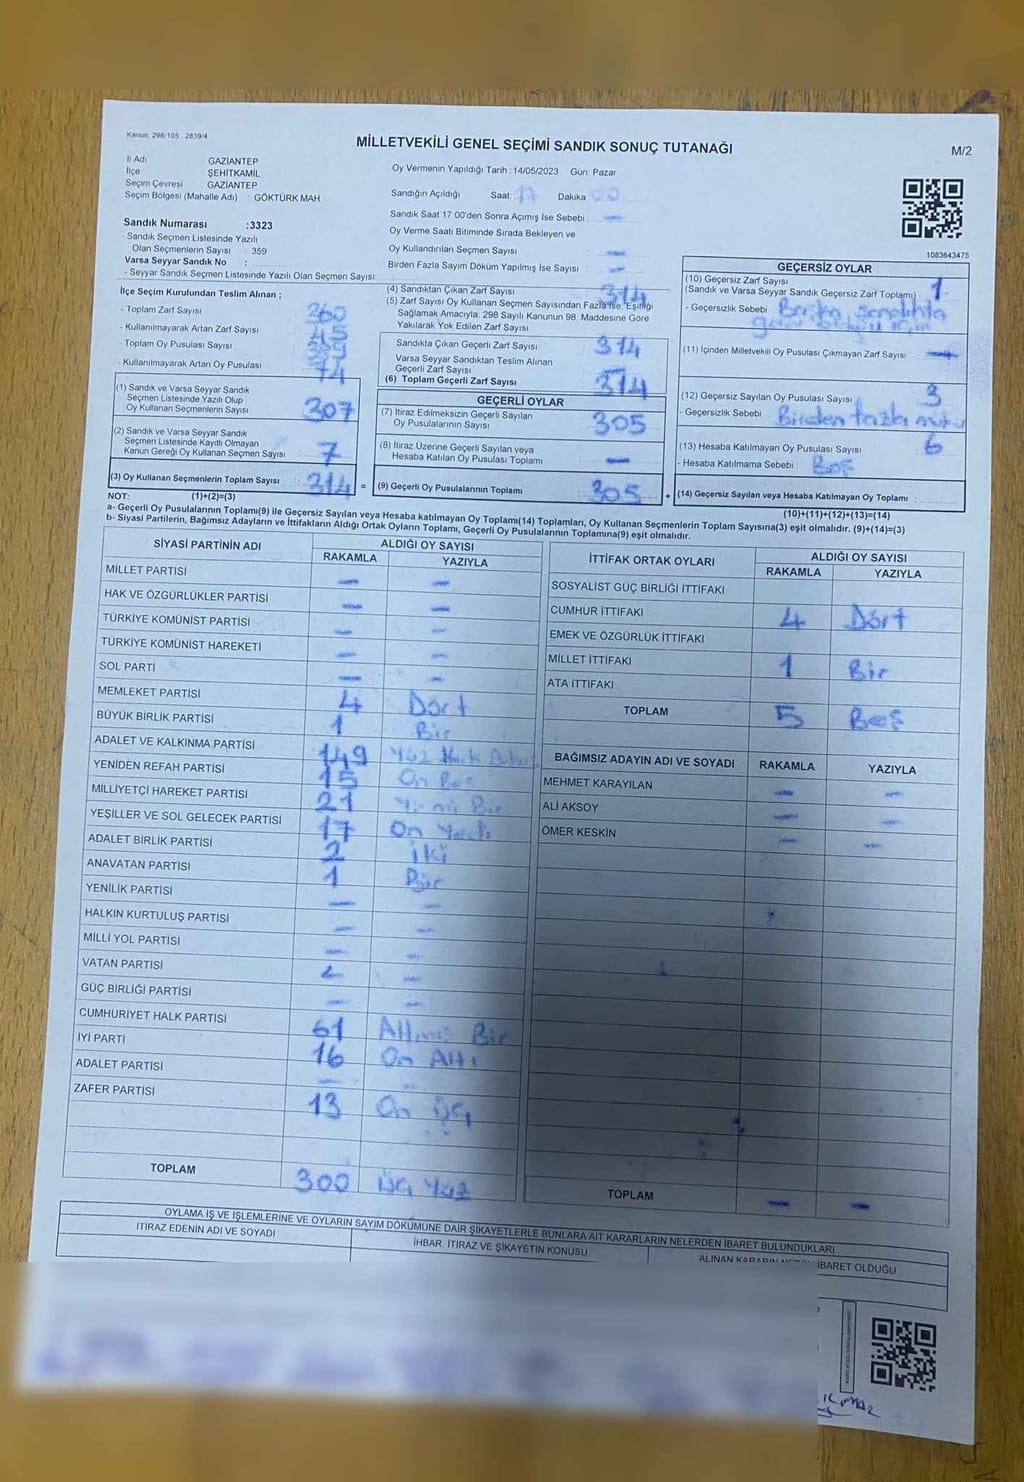 Kanun, 298/105 2839/4
MİLLETVEKİLİ GENEL SEÇİMİ SANDIK SONUÇ TUTANAĞI
M/2
İl Adı GAZİANTEP
İlçe ŞEHİTKAMİL
Seçim Çevresi GAZİANTEP
Seçim Bölgesi (Mahalle Adı) : GÖKTÜRK MAH.
Oy Vermenin Yapıldığı Tarih :14/05/2023 Gün: Pazar
Sandığın Açıldığı Saat: 17 Dakika: 00
Sandık Saat 17 00'den Sonra Açımış İse Sebebi : —
Oy Verme Saati Bitiminde Sırada Bekleyen ve
Oy Kullandırılan Seçmen Sayısı : —
Birden Fazla Sayım Döküm Yapılmış İse Sayısı : —
Sandık Numarası :3323
- Sandık Seçmen Listesinde Yazılı
Olan Seçmenlerin Sayısı : 359
Varsa Seyyar Sandık No :
- Seyyar Sandık Seçmen Listesinde Yazılı Olan Seçmen Sayısı:
1083643475
İlçe Seçim Kurulundan Teslim Alınan ;
- Toplam Zarf Sayısı : 360
- Kullanılmayarak Artan Zarf Sayısı : 45
- Toplam Oy Pusulası Sayısı :
- Kullanılmayarak Artan Oy Pusulası : 74
(1) Sandık ve Varsa Seyyar Sandık
Seçmen Listesinde Yazılı Olup
Oy Kullanan Seçmenlerin Sayısı : 307
(2) Sandık ve Varsa Seyyar Sandık
Seçmen Listesinde Kayıtlı Olmayan
Kanun Gereği Oy Kullanan Seçmen Sayısı : 7
(3) Oy Kullanan Seçmenlerin Toplam Sayısı : 314 =
(4) Sandıktan Çıkan Zarf Sayısı : 314
(5) Zarf Sayısı Oy Kullanan Seçmen Sayısından Fazla İse, Eşitliği
Sağlamak Amacıyla; 298 Sayılı Kanunun 98. Maddesine Göre
Yakılarak Yok Edilen Zarf Sayısı :
Sandıkta Çıkan Geçerli Zarf Sayısı : 314
Varsa Seyyar Sandıktan Teslim Alınan
Geçerli Zarf Sayısı :
(6) Toplam Geçerli Zarf Sayısı : 314
GEÇERLİ OYLAR
(7) İtiraz Edilmeksizin Geçerli Sayılan
Oy Pusulalarının Sayısı : 305
(8) İtiraz Üzerine Geçerli Sayılan veya
Hesaba Katılan Oy Pusulası Toplamı : —
(9) Geçerli Oy Pusulalarının Toplamı : 305 +
GEÇERSİZ OYLAR
(10) Geçersiz Zarf Sayısı
(Sandık ve Varsa Seyyar Sandık Geçersiz Zarf Toplamı) : 1
- Geçersizlik Sebebi :
(11) İçinden Milletvekili Oy Pusulası Çıkmayan Zarf Sayısı : —
(12) Geçersiz Sayılan Oy Pusulası Sayısı : 3
- Geçersizlik Sebebi : Birden fazla
(13) Hesaba Katılmayan Oy Pusulası Sayısı : 6
- Hesaba Katılmama Sebebi : Boş
(14) Geçersiz Sayılan veya Hesaba Katılmayan Oy Toplamı :
NOT: (1)+(2)=(3) (10)+(11)+(12)+(13)=(14)
a- Geçerli Oy Pusulalarının Toplamı(9) ile Geçersiz Sayılan veya Hesaba katılmayan Oy Toplamı(14) Toplamları, Oy Kullanan Seçmenlerin Toplam Sayısına(3) eşit olmalıdır. (9)+(14)=(3)
b- Siyasi Partilerin, Bağımsız Adayların ve İttifakların Aldığı Ortak Oyların Toplamı, Geçerli Oy Pusulalarının Toplamına(9) eşit olmalıdır.
SİYASİ PARTİNİN ADI ALDIĞI OY SAYISI
RAKAMLA YAZIYLA
MİLLET PARTİSİ — —
HAK VE ÖZGÜRLÜKLER PARTİSİ — —
TÜRKİYE KOMÜNİST PARTİSİ — —
TÜRKİYE KOMÜNİST HAREKETİ — —
SOL PARTİ — —
MEMLEKET PARTİSİ 4 Dört
BÜYÜK BİRLİK PARTİSİ 1 Bir
ADALET VE KALKINMA PARTİSİ 149 Yüz Kırk Dokuz
YENİDEN REFAH PARTİSİ 15 On Beş
MİLLİYETÇİ HAREKET PARTİSİ 21 Yirmi Bir
YEŞİLLER VE SOL GELECEK PARTİSİ 17 On Yedi
ADALET BİRLİK PARTİSİ 2 İki
ANAVATAN PARTİSİ 1 Bir
YENİLİK PARTİSİ — —
HALKIN KURTULUŞ PARTİSİ — —
MİLLİ YOL PARTİSİ — —
VATAN PARTİSİ — —
GÜÇ BİRLİĞİ PARTİSİ — —
CUMHURİYET HALK PARTİSİ 61 Altmış Bir
İYİ PARTİ 16 On Altı
ADALET PARTİSİ — —
ZAFER PARTİSİ 13 On Üç
TOPLAM 300 Üç Yüz
İTTİFAK ORTAK OYLARI ALDIĞI OY SAYISI
RAKAMLA YAZIYLA
SOSYALİST GÜÇ BİRLİĞİ İTTİFAKI
CUMHUR İTTİFAKI 4 Dört
EMEK VE ÖZGÜRLÜK İTTİFAKI
MİLLET İTTİFAKI 1 Bir
ATA İTTİFAKI
TOPLAM 5 Beş
BAĞIMSIZ ADAYIN ADI VE SOYADI RAKAMLA YAZIYLA
MEHMET KARAYILAN — —
ALİ AKSOY — —
ÖMER KESKİN — —
TOPLAM — —
OYLAMA İŞ VE İŞLEMLERİNE VE OYLARIN SAYIM DÖKÜMÜNE DAİR ŞİKAYETLERLE BUNLARA AİT KARARLARIN NELERDEN İBARET BULUNDUKLARI
İTİRAZ EDENİN ADI VE SOYADI İHBAR, İTİRAZ VE ŞİKAYETİN KONUSU ALINAN KARARIN NEDEN İBARET OLDUĞU